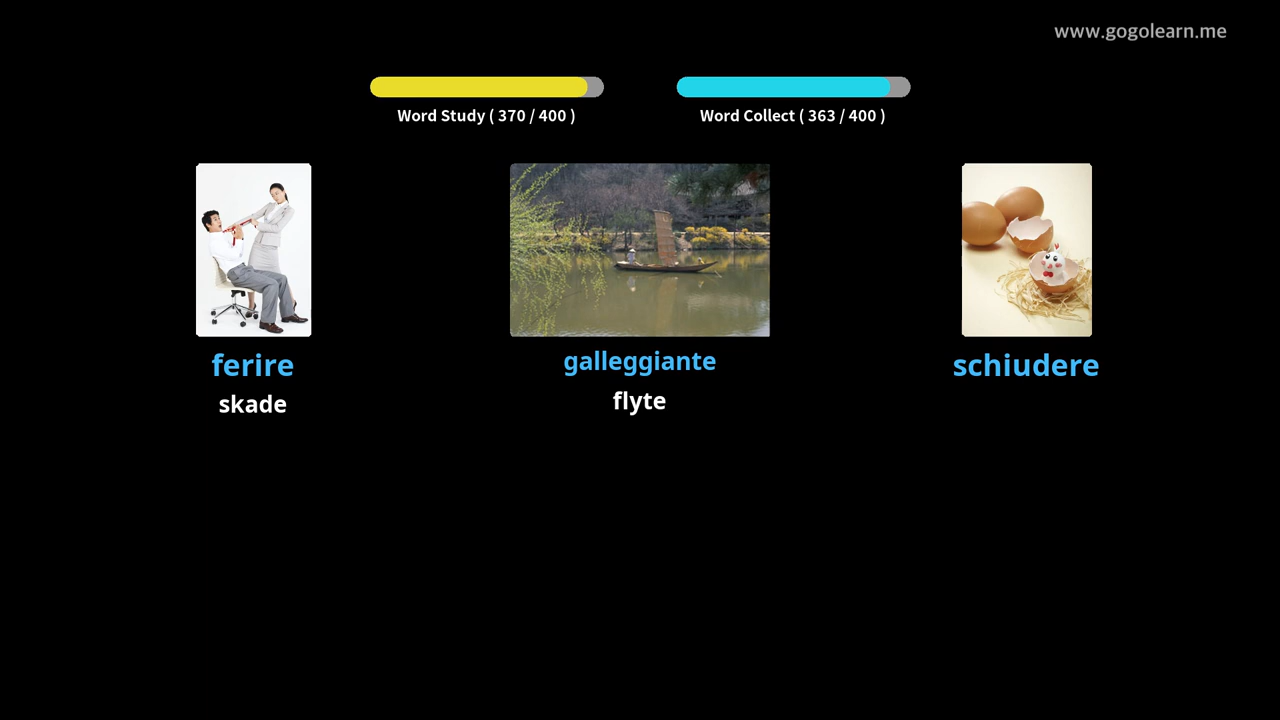 www.gogolearn.me
Word Study ( 370 / 400 )
Word Collect ( 363 / 400 )
ferire
galleggiante
schiudere
skade
flyte